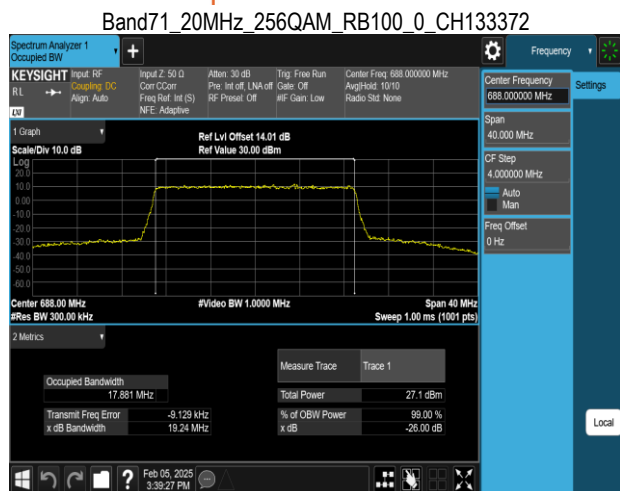 Band71_20MHz_256QAM_RB100_0_CH133372
Spectrum Analyzer 1
Occupied BW
+
Frequency
KEYSIGHT
RL
LXI
Input: RF
Coupling: DC
Align: Auto
Input Z: 50 Ω
Corr CCorr
Freq Ref: Int (S)
NFE: Adaptive
Atten: 30 dB
Pre: Int off, LNA off
RF Preset: Off
Trig: Free Run
Gate: Off
#IF Gain: Low
Center Freq: 688.000000 MHz
Avg|Hold: 10/10
Radio Std: None
Center Frequency
688.000000 MHz
Settings
Span
40.000 MHz
CF Step
4.000000 MHz
Auto
Man
Freq Offset
0 Hz
Local
1 Graph
Scale/Div 10.0 dB
Ref Lvl Offset 14.01 dB
Ref Value 30.00 dBm
Log
20.0
10.0
0.00
-10.0
-20.0
-30.0
-40.0
-50.0
-60.0
Center 688.00 MHz
#Res BW 300.00 kHz
#Video BW 1.0000 MHz
Span 40 MHz
Sweep 1.00 ms (1001 pts)
2 Metrics
Measure Trace Trace 1
Occupied Bandwidth
17.881 MHz
Total Power 27.1 dBm
Transmit Freq Error -9.129 kHz
% of OBW Power 99.00 %
x dB Bandwidth 19.24 MHz
x dB -26.00 dB
?
Feb 05, 2025
3:39:27 PM